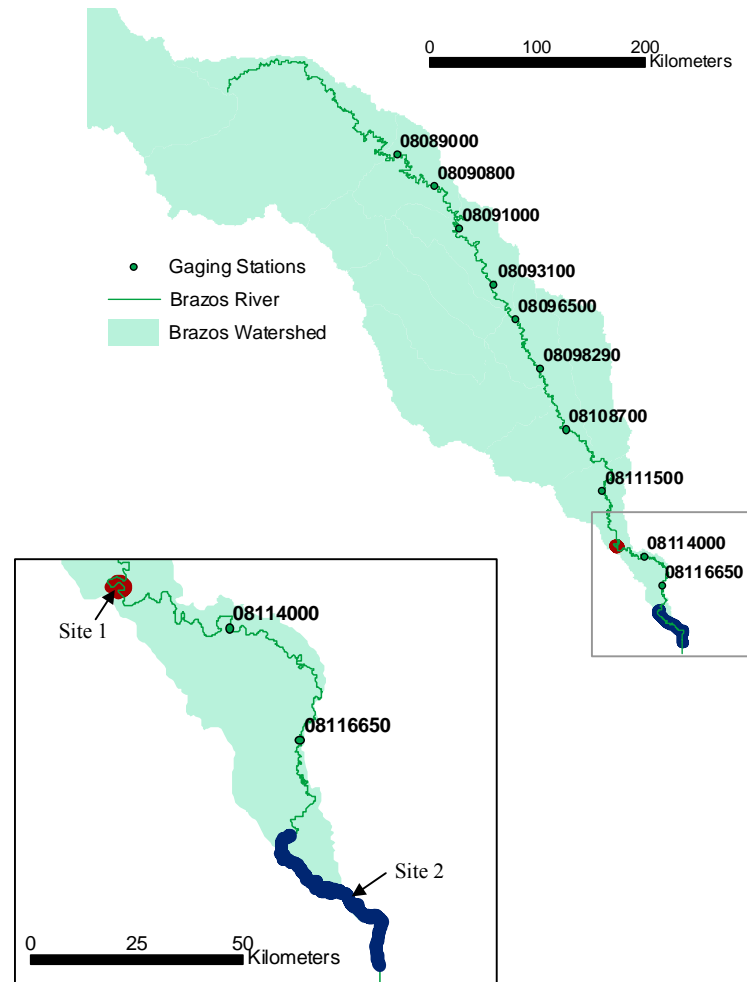 0 100 200
Kilometers
08089000
08090800
08091000
08093100
08096500
08098290
08108700
08111500
08114000
08116650
Gaging Stations
Brazos River
Brazos Watershed
Site 1
08114000
08116650
Site 2
0 25 50
Kilometers